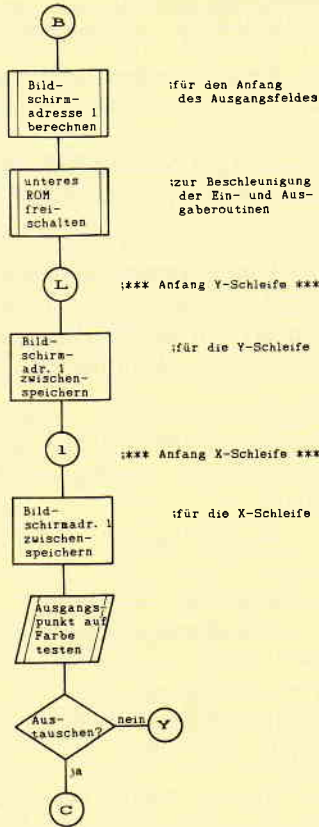 B
Bild-
schirm-
adresse 1
berechnen
;für den Anfang
des Ausgangsfeldes
unteres
ROM
frei-
schalten
;zur Beschleunigung
der Ein- und Aus-
gaberoutinen
L
;*** Anfang Y-Schleife ***
Bild-
schirm-
adr. 1
zwischen-
speichern
;für die Y-Schleife
1
;*** Anfang X-Schleife ***
Bild-
schirmadr. 1
zwischen-
speichern
;für die X-Schleife
Ausgangs-
punkt auf
Farbe
testen
Aus-
tauschen?
nein
Y
ja
C